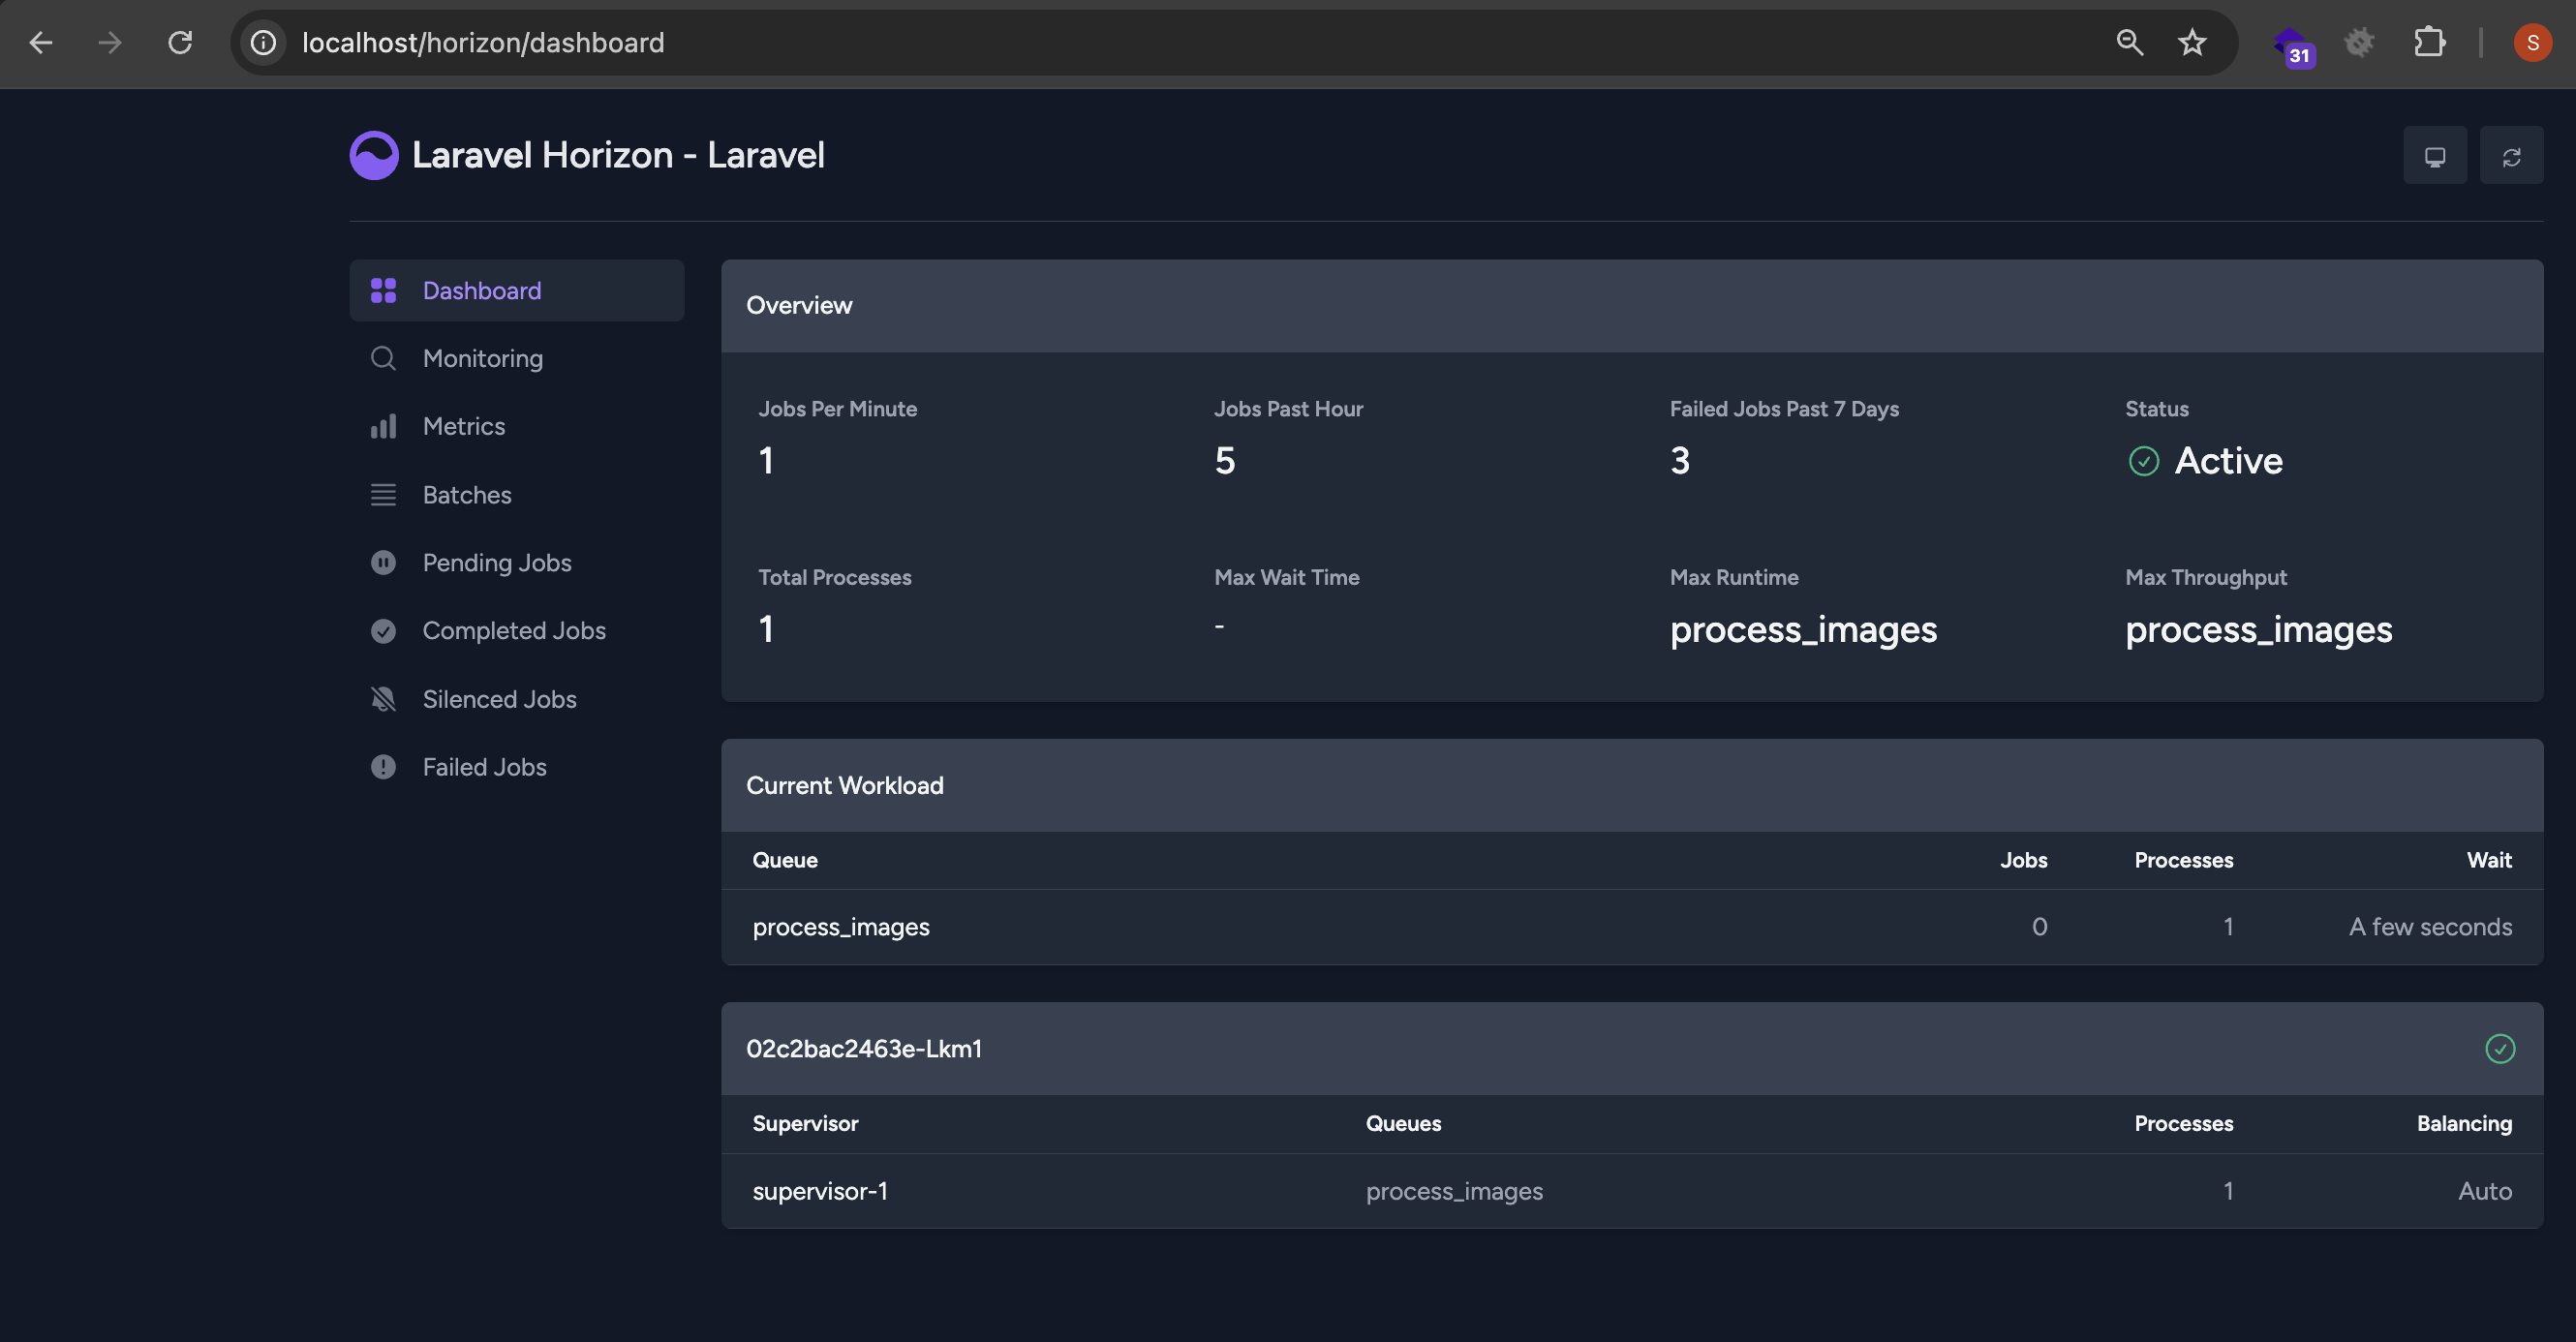 localhost/horizon/dashboard
31
S
Laravel Horizon - Laravel
Dashboard
Monitoring
Metrics
Batches
Pending Jobs
Completed Jobs
Silenced Jobs
Failed Jobs
Overview
Jobs Per Minute Jobs Past Hour Failed Jobs Past 7 Days Status
1 5 3 Active
Total Processes Max Wait Time Max Runtime Max Throughput
1 - process_images process_images
Current Workload
Queue Jobs Processes Wait
process_images 0 1 A few seconds
02c2bac2463e-Lkm1
Supervisor Queues Processes Balancing
supervisor-1 process_images 1 Auto